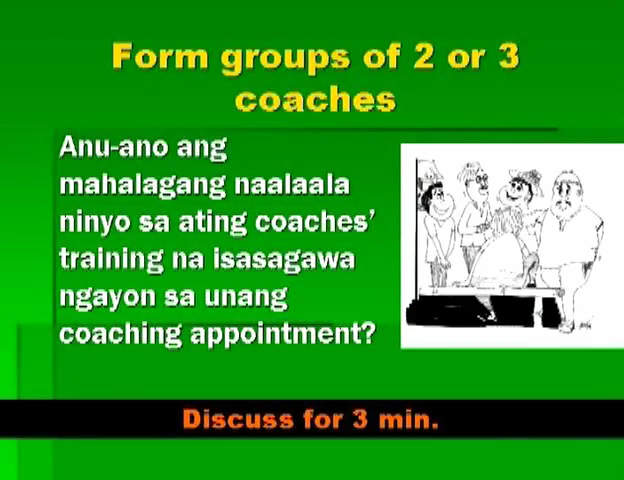 Form groups of 2 or 3
coaches
Anu-ano ang
mahalagang naalaala
ninyo sa ating coaches'
training na isasagawa
ngayon sa unang
coaching appointment?
Discuss for 3 min.